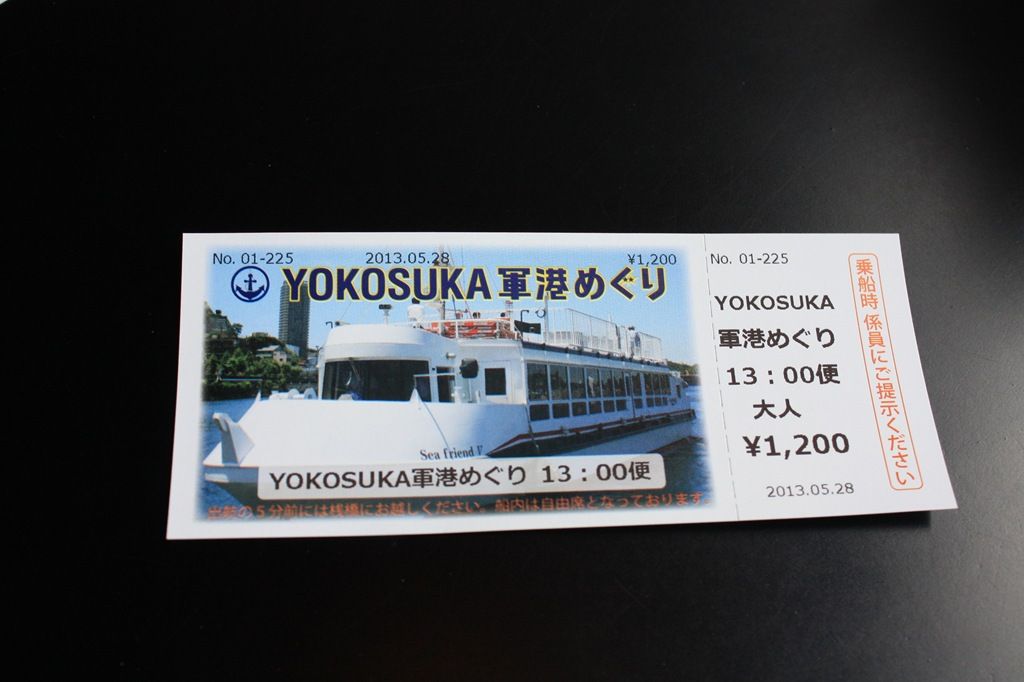 No. 01-225 2013.05.28 ¥1,200
YOKOSUKA軍港めぐり
Sea friend V
YOKOSUKA軍港めぐり 13:00便
出航の5分前には桟橋にお越しください。船内は自由席となっております。
No. 01-225
YOKOSUKA
軍港めぐり
13:00便
大人
¥1,200
2013.05.28
乗船時 係員にご提示ください